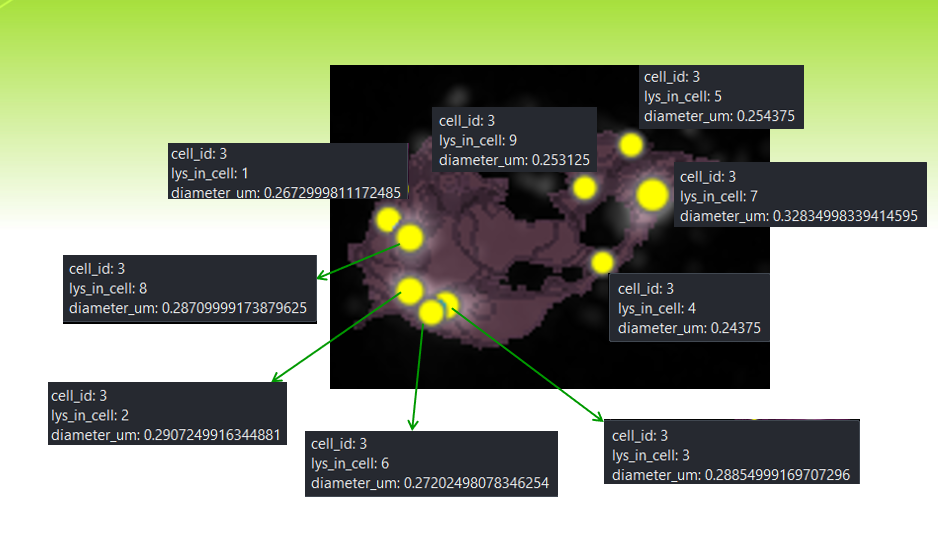 cell_id: 3
lys_in_cell: 5
diameter_um: 0.254375
cell_id: 3
lys_in_cell: 9
diameter_um: 0.253125
cell_id: 3
lys_in_cell: 1
diameter_um: 0.2672999811172485
cell_id: 3
lys_in_cell: 7
diameter_um: 0.32834998339414595
cell_id: 3
lys_in_cell: 8
diameter_um: 0.28709999173879625
cell_id: 3
lys_in_cell: 4
diameter_um: 0.24375
cell_id: 3
lys_in_cell: 2
diameter_um: 0.2907249916344881
cell_id: 3
lys_in_cell: 6
diameter_um: 0.27202498078346254
cell_id: 3
lys_in_cell: 3
diameter_um: 0.28854999169707296